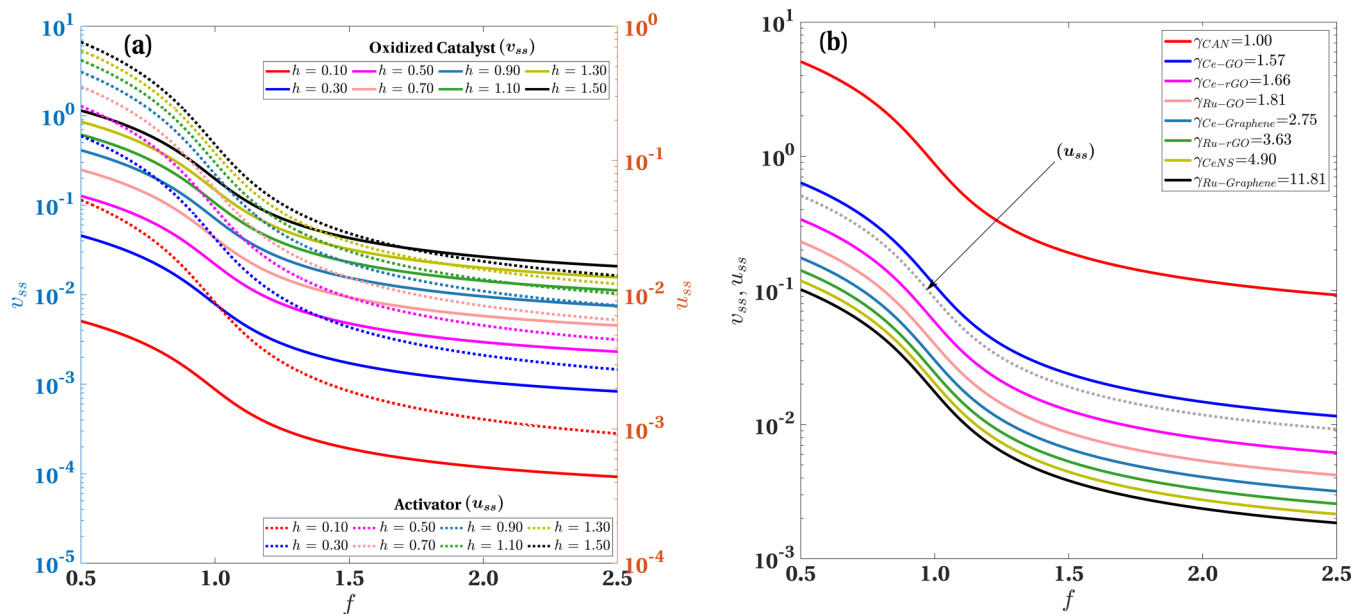 (a)
Oxidized Catalyst (v_ss)
h = 0.10 h = 0.50 h = 0.90 h = 1.30
h = 0.30 h = 0.70 h = 1.10 h = 1.50
10^1
10^0
10^-1
10^-2
10^-3
10^-4
10^-5
v_ss
10^0
10^-1
10^-2
10^-3
10^-4
u_ss
Activator (u_ss)
h = 0.10 h = 0.50 h = 0.90 h = 1.30
h = 0.30 h = 0.70 h = 1.10 h = 1.50
0.5 1.0 1.5 2.0 2.5
f
(b)
γ_CAN=1.00
γ_Ce−GO=1.57
γ_Ce−rGO=1.66
γ_Ru−GO=1.81
γ_Ce−Graphene=2.75
γ_Ru−rGO=3.63
γ_CeNS=4.90
γ_Ru−Graphene=11.81
(u_ss)
10^1
10^0
10^-1
10^-2
10^-3
v_ss, u_ss
0.5 1.0 1.5 2.0 2.5
f